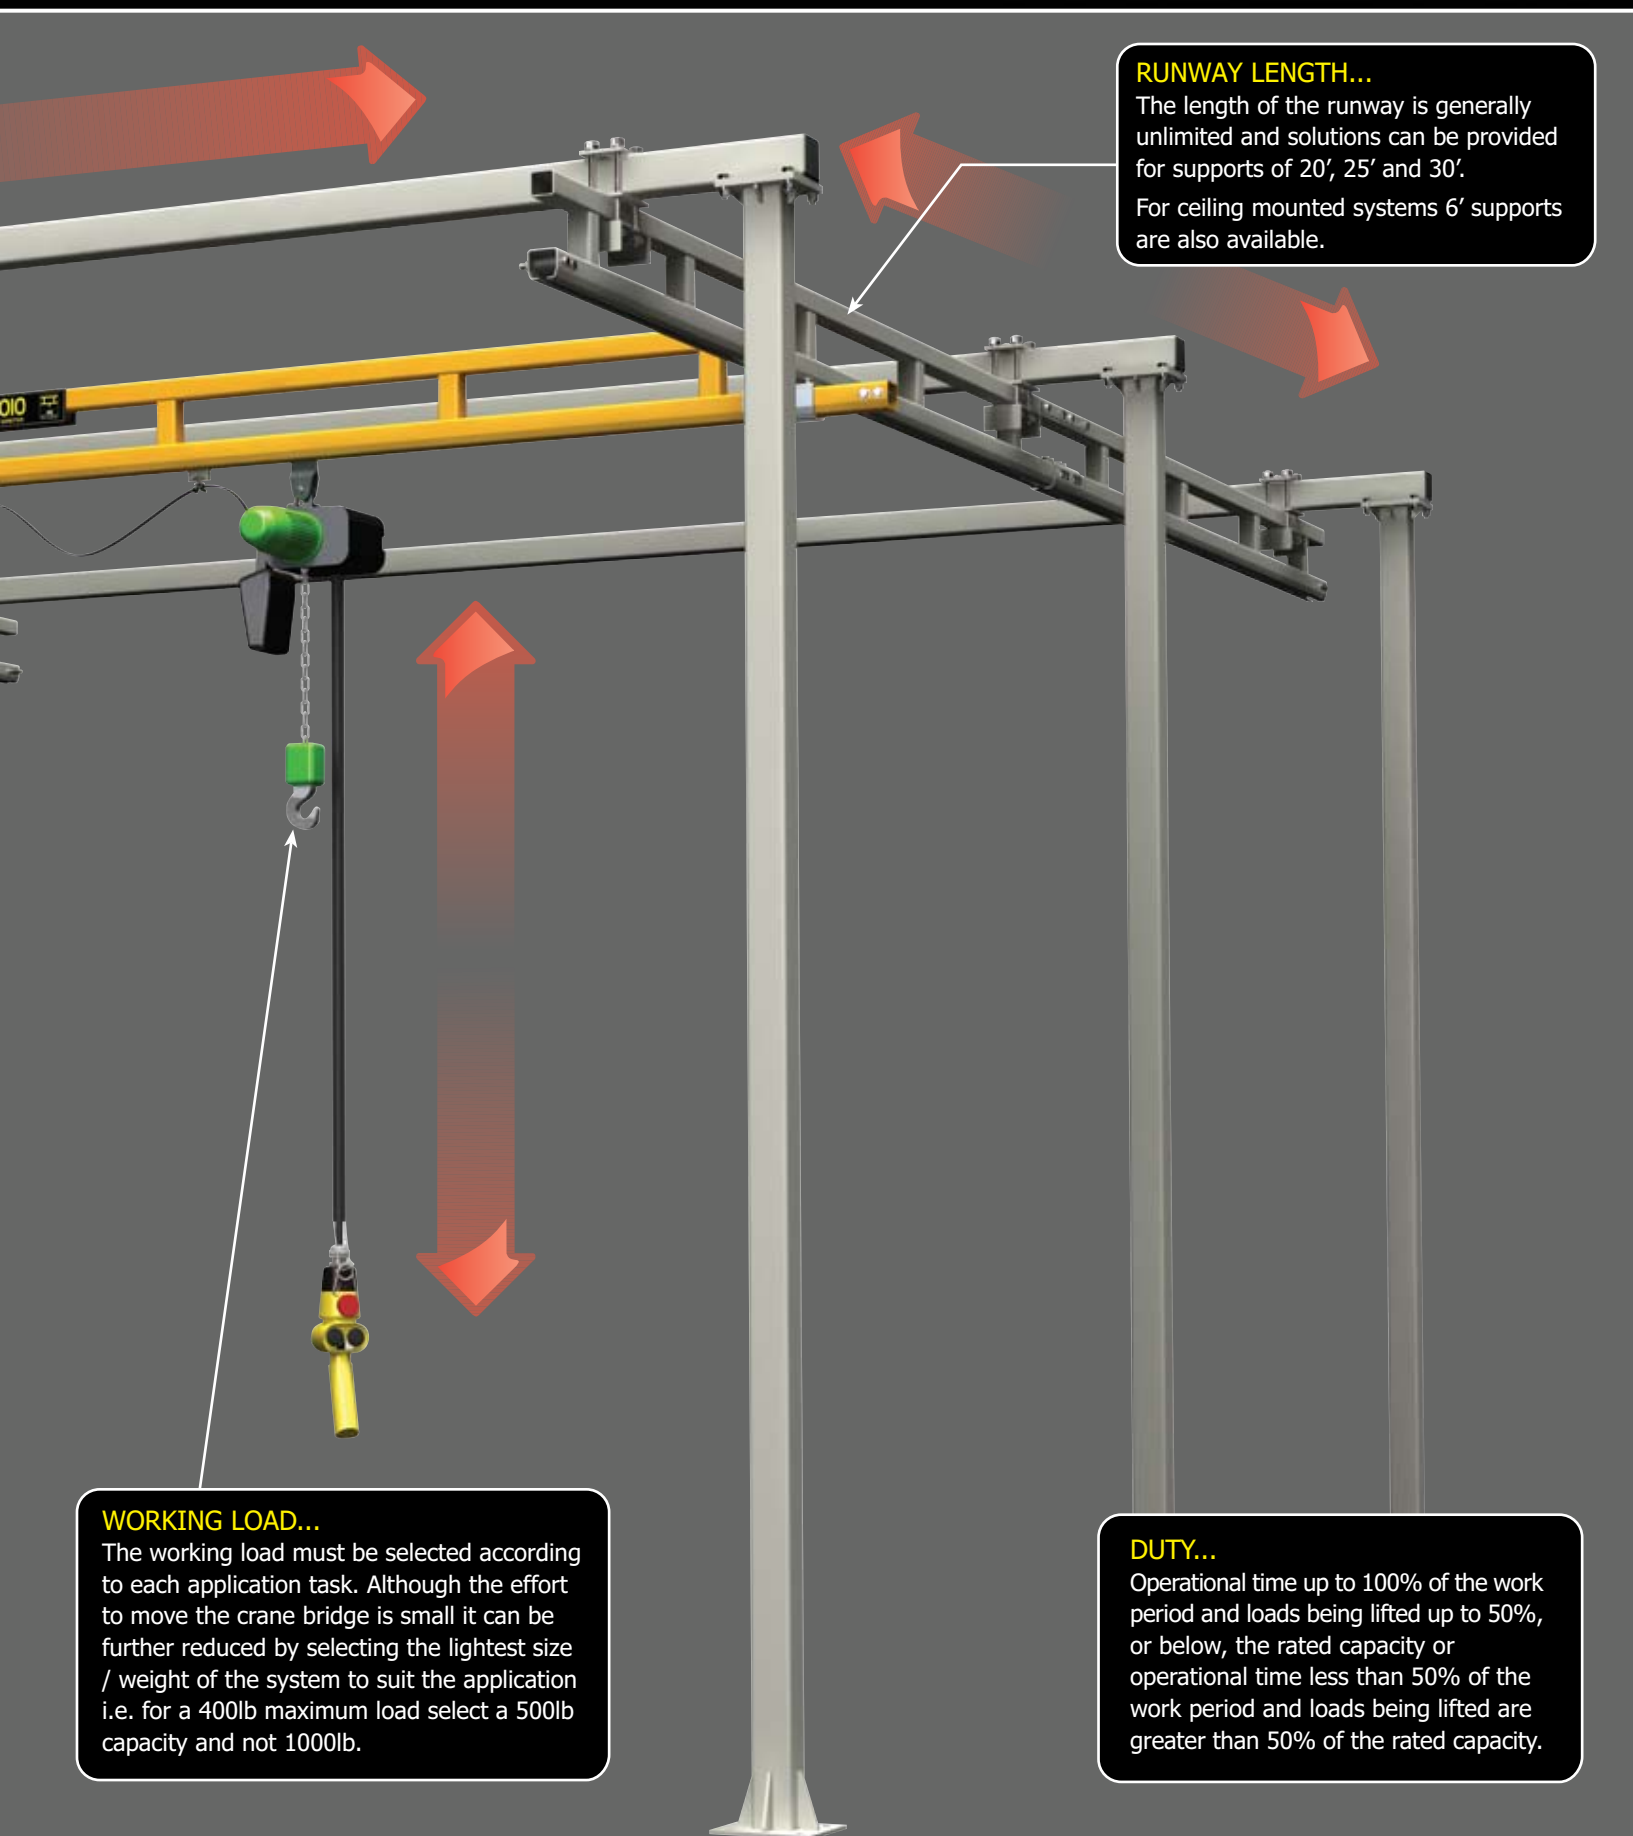 RUNWAY LENGTH...
The length of the runway is generally
unlimited and solutions can be provided
for supports of 20′, 25′ and 30′.
For ceiling mounted systems 6′ supports
are also available.
WORKING LOAD...
The working load must be selected according
to each application task. Although the effort
to move the crane bridge is small it can be
further reduced by selecting the lightest size
/ weight of the system to suit the application
i.e. for a 400lb maximum load select a 500lb
capacity and not 1000lb.
DUTY...
Operational time up to 100% of the work
period and loads being lifted up to 50%,
or below, the rated capacity or
operational time less than 50% of the
work period and loads being lifted are
greater than 50% of the rated capacity.